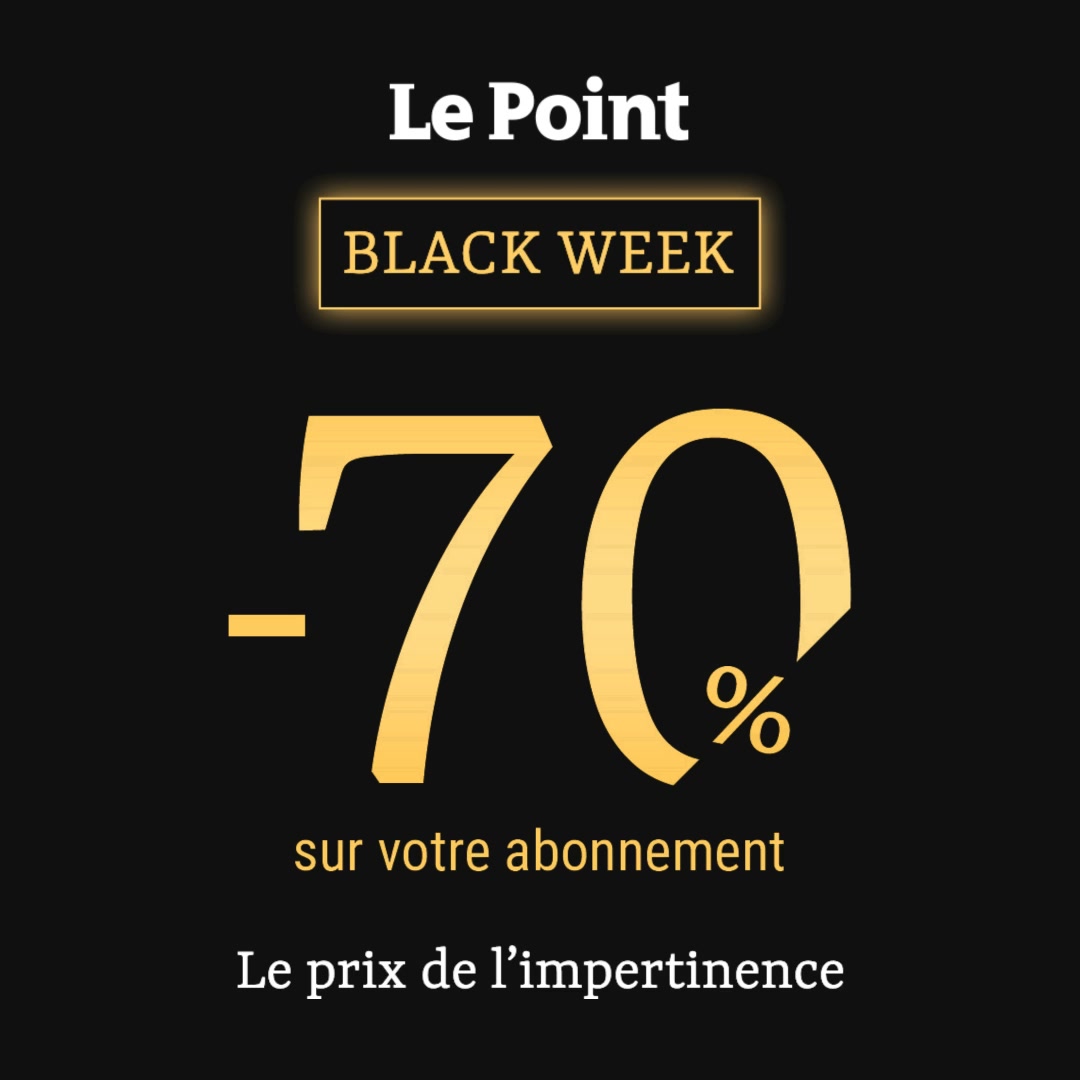 Le Point
BLACK WEEK
-70%
sur votre abonnement
Le prix de l’impertinence